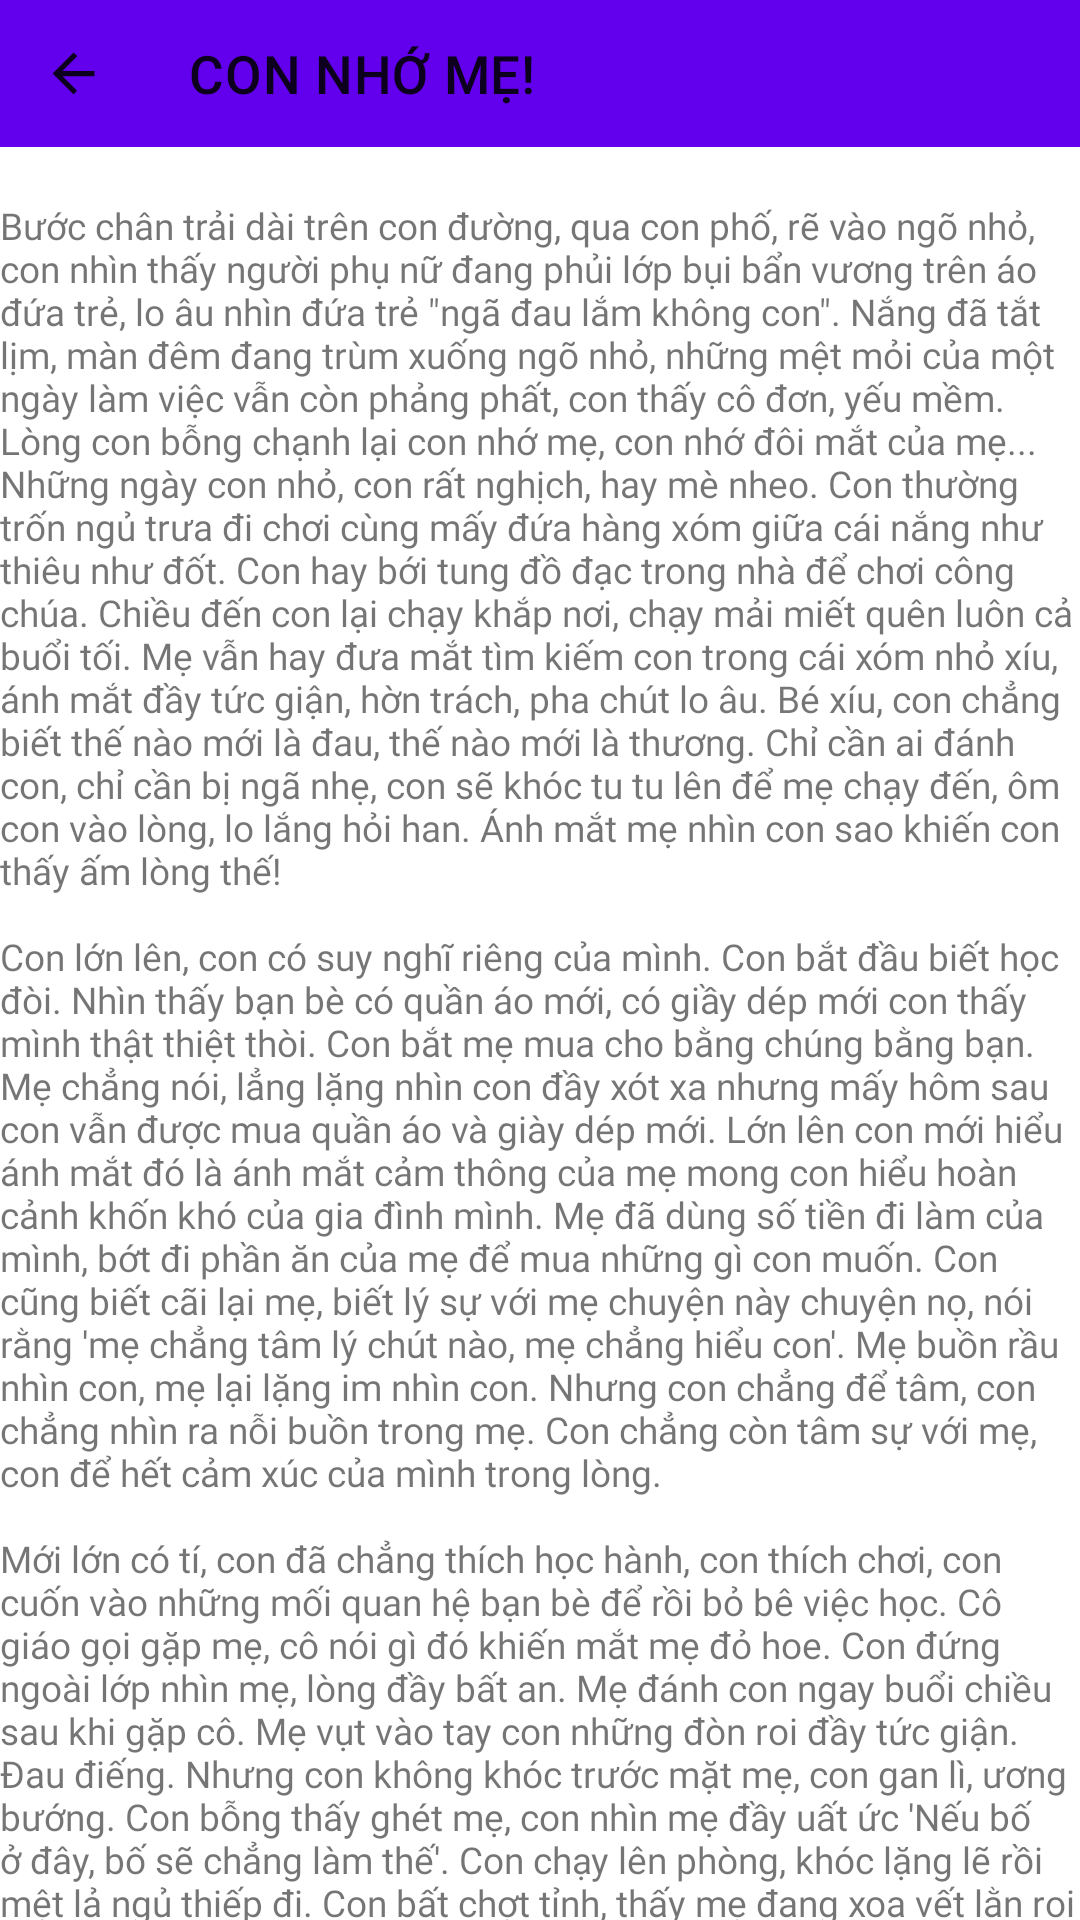 CON NHỚ MẸ!
Bước chân trải dài trên con đường, qua con phố, rẽ vào ngõ nhỏ,
con nhìn thấy người phụ nữ đang phủi lớp bụi bẩn vương trên áo
đứa trẻ, lo âu nhìn đứa trẻ "ngã đau lắm không con". Nắng đã tắt
lịm, màn đêm đang trùm xuống ngõ nhỏ, những mệt mỏi của một
ngày làm việc vẫn còn phảng phất, con thấy cô đơn, yếu mềm.
Lòng con bỗng chạnh lại con nhớ mẹ, con nhớ đôi mắt của mẹ...
Những ngày con nhỏ, con rất nghịch, hay mè nheo. Con thường
trốn ngủ trưa đi chơi cùng mấy đứa hàng xóm giữa cái nắng như
thiêu như đốt. Con hay bới tung đồ đạc trong nhà để chơi công
chúa. Chiều đến con lại chạy khắp nơi, chạy mải miết quên luôn cả
buổi tối. Mẹ vẫn hay đưa mắt tìm kiếm con trong cái xóm nhỏ xíu,
ánh mắt đầy tức giận, hờn trách, pha chút lo âu. Bé xíu, con chẳng
biết thế nào mới là đau, thế nào mới là thương. Chỉ cần ai đánh
con, chỉ cần bị ngã nhẹ, con sẽ khóc tu tu lên để mẹ chạy đến, ôm
con vào lòng, lo lắng hỏi han. Ánh mắt mẹ nhìn con sao khiến con
thấy ấm lòng thế!
Con lớn lên, con có suy nghĩ riêng của mình. Con bắt đầu biết học
đòi. Nhìn thấy bạn bè có quần áo mới, có giầy dép mới con thấy
mình thật thiệt thòi. Con bắt mẹ mua cho bằng chúng bằng bạn.
Mẹ chẳng nói, lẳng lặng nhìn con đầy xót xa nhưng mấy hôm sau
con vẫn được mua quần áo và giày dép mới. Lớn lên con mới hiểu
ánh mắt đó là ánh mắt cảm thông của mẹ mong con hiểu hoàn
cảnh khốn khó của gia đình mình. Mẹ đã dùng số tiền đi làm của
mình, bớt đi phần ăn của mẹ để mua những gì con muốn. Con
cũng biết cãi lại mẹ, biết lý sự với mẹ chuyện này chuyện nọ, nói
rằng 'mẹ chẳng tâm lý chút nào, mẹ chẳng hiểu con'. Mẹ buồn rầu
nhìn con, mẹ lại lặng im nhìn con. Nhưng con chẳng để tâm, con
chẳng nhìn ra nỗi buồn trong mẹ. Con chẳng còn tâm sự với mẹ,
con để hết cảm xúc của mình trong lòng.
Mới lớn có tí, con đã chẳng thích học hành, con thích chơi, con
cuốn vào những mối quan hệ bạn bè để rồi bỏ bê việc học. Cô
giáo gọi gặp mẹ, cô nói gì đó khiến mắt mẹ đỏ hoe. Con đứng
ngoài lớp nhìn mẹ, lòng đầy bất an. Mẹ đánh con ngay buổi chiều
sau khi gặp cô. Mẹ vụt vào tay con những đòn roi đầy tức giận.
Đau điếng. Nhưng con không khóc trước mặt mẹ, con gan lì, ương
bướng. Con bỗng thấy ghét mẹ, con nhìn mẹ đầy uất ức 'Nếu bố
ở đây, bố sẽ chẳng làm thế'. Con chạy lên phòng, khóc lặng lẽ rồi
mệt lả ngủ thiếp đi. Con bất chợt tỉnh, thấy mẹ đang xoa vết lằn roi